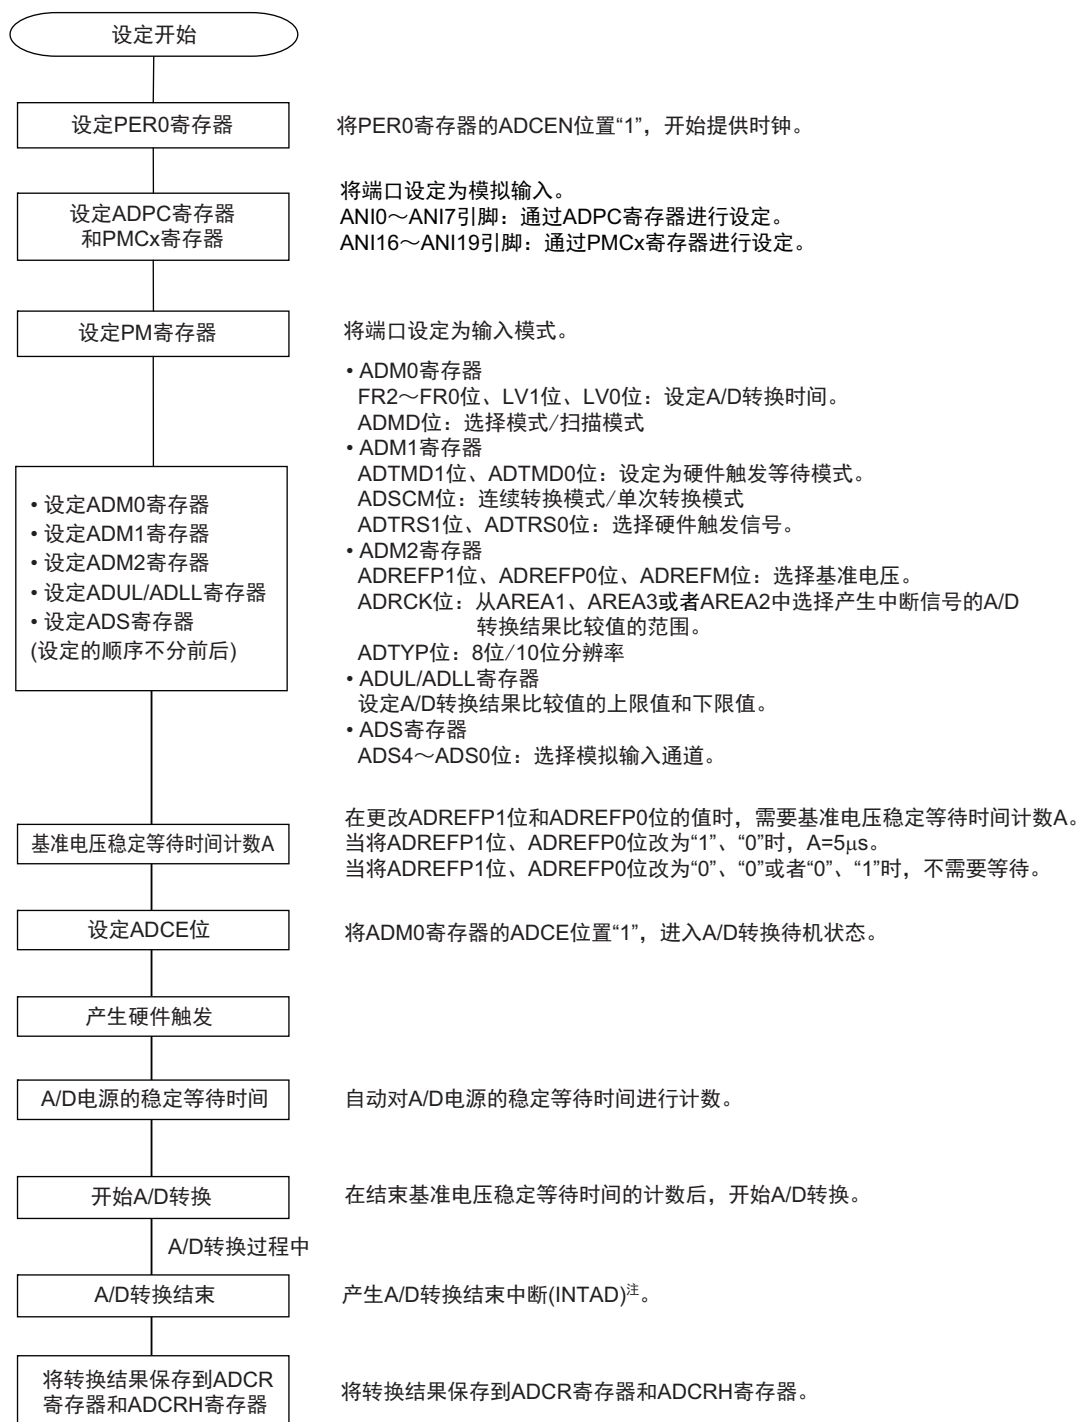 设定开始
设定PER0寄存器
将PER0寄存器的ADCEN位置“1”，开始提供时钟。
设定ADPC寄存器
和PMCx寄存器
将端口设定为模拟输入。
ANI0～ANI7引脚：通过ADPC寄存器进行设定。
ANI16～ANI19引脚：通过PMCx寄存器进行设定。
设定PM寄存器
将端口设定为输入模式。
• 设定ADM0寄存器
• 设定ADM1寄存器
• 设定ADM2寄存器
• 设定ADUL/ADLL寄存器
• 设定ADS寄存器
(设定的顺序不分前后)
• ADM0寄存器
FR2～FR0位、LV1位、LV0位：设定A/D转换时间。
ADMD位：选择模式/扫描模式
• ADM1寄存器
ADTMD1位、ADTMD0位：设定为硬件触发等待模式。
ADSCM位：连续转换模式/单次转换模式
ADTRS1位、ADTRS0位：选择硬件触发信号。
• ADM2寄存器
ADREFP1位、ADREFP0位、ADREFM位：选择基准电压。
ADRCK位：从AREA1、AREA3或者AREA2中选择产生中断信号的A/D
转换结果比较值的范围。
ADTYP位：8位/10位分辨率
• ADUL/ADLL寄存器
设定A/D转换结果比较值的上限值和下限值。
• ADS寄存器
ADS4～ADS0位：选择模拟输入通道。
基准电压稳定等待时间计数A
在更改ADREFP1位和ADREFP0位的值时，需要基准电压稳定等待时间计数A。
当将ADREFP1位、ADREFP0位改为“1”、“0”时，A=5μs。
当将ADREFP1位、ADREFP0位改为“0”、“0”或者“0”、“1”时，不需要等待。
设定ADCE位
将ADM0寄存器的ADCE位置“1”，进入A/D转换待机状态。
产生硬件触发
A/D电源的稳定等待时间
自动对A/D电源的稳定等待时间进行计数。
开始A/D转换
在结束基准电压稳定等待时间的计数后，开始A/D转换。
A/D转换过程中
A/D转换结束
产生A/D转换结束中断(INTAD)注。
将转换结果保存到ADCR
寄存器和ADCRH寄存器
将转换结果保存到ADCR寄存器和ADCRH寄存器。